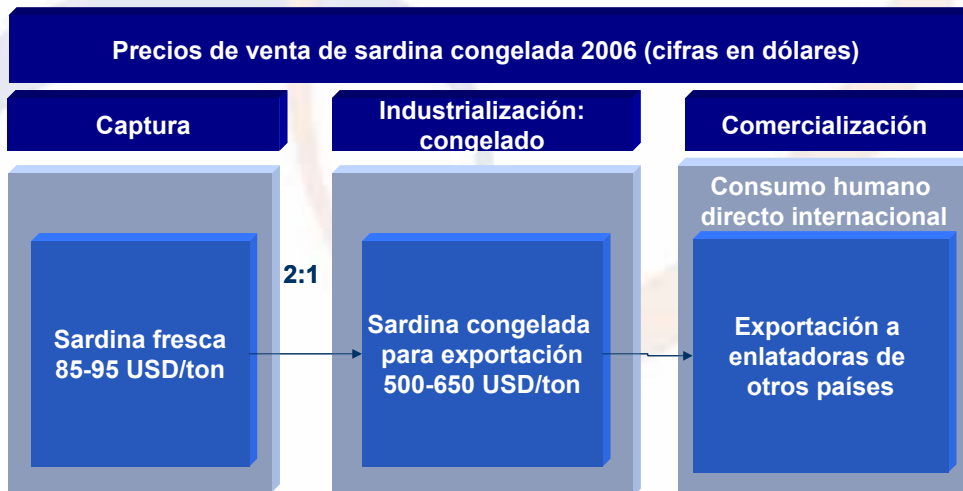 Precios de venta de sardina congelada 2006 (cifras en dólares)
Captura
Industrialización:
congelado
Comercialización
Consumo humano
directo internacional
2:1
Sardina fresca
85-95 USD/ton
Sardina congelada
para exportación
500-650 USD/ton
Exportación a
enlatadoras de
otros países